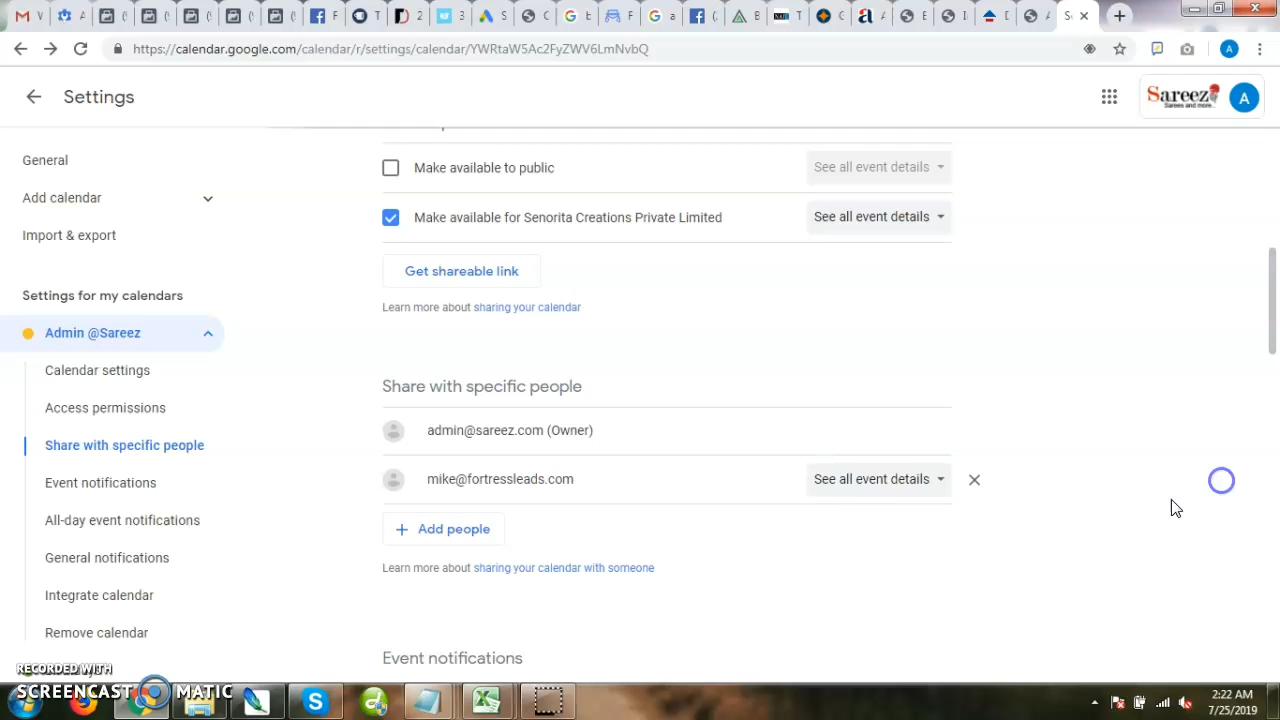 https://calendar.google.com/calendar/r/settings/calendar/YWRtaW5Ac2FyZWV6LmNvbQ
Settings
Sareez
Sarees and more..
A
General
Add calendar
Import & export
Settings for my calendars
Admin @Sareez
Calendar settings
Access permissions
Share with specific people
Event notifications
All-day event notifications
General notifications
Integrate calendar
Remove calendar
Make available to public
See all event details
Make available for Senorita Creations Private Limited
See all event details
Get shareable link
Learn more about sharing your calendar
Share with specific people
admin@sareez.com (Owner)
mike@fortressleads.com
See all event details
+ Add people
Learn more about sharing your calendar with someone
Event notifications
RECORDED WITH
SCREENCAST MATIC
2:22 AM
7/25/2019